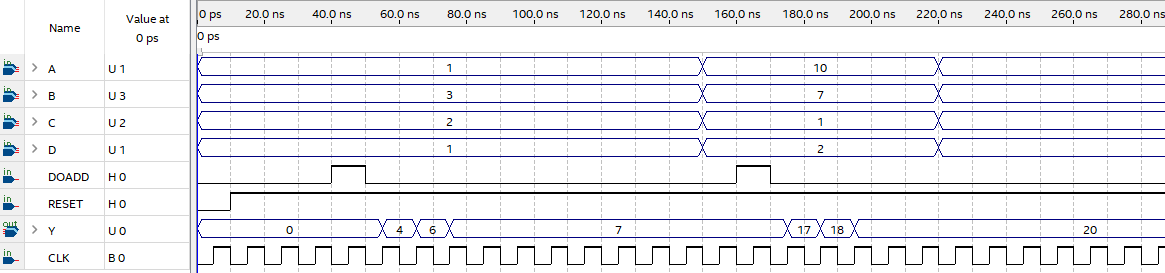 Name Value at 0 ps
0 ps 20.0 ns 40.0 ns 60.0 ns 80.0 ns 100.0 ns 120.0 ns 140.0 ns 160.0 ns 180.0 ns 200.0 ns 220.0 ns 240.0 ns 260.0 ns 280.0 ns
0 ps
in A U 1 1 10
in B U 3 3 7
in C U 2 2 1
in D U 1 1 2
in DOADD H 0
in RESET H 0
out Y U 0 0 4 6 7 17 18 20
in CLK B 0